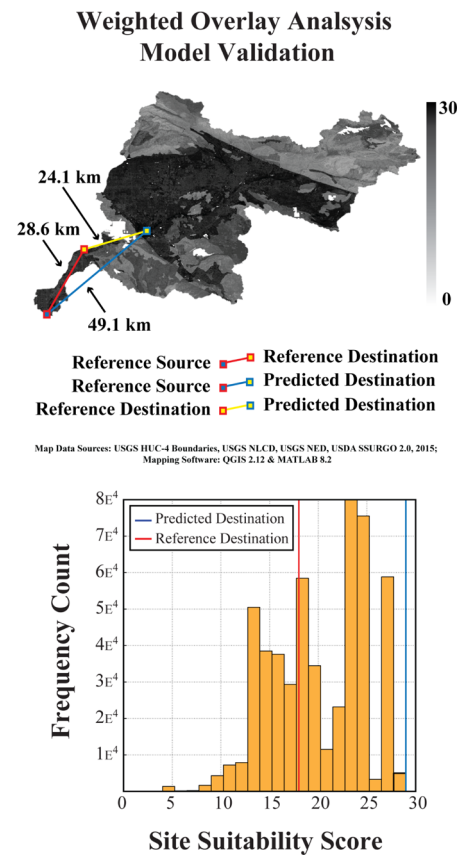 Weighted Overlay Analsysis
Model Validation
30
24.1 km
28.6 km
49.1 km
0
Reference Source Reference Destination
Reference Source Predicted Destination
Reference Destination Predicted Destination
Map Data Sources: USGS HUC-4 Boundaries, USGS NLCD, USGS NED, USDA SSURGO 2.0, 2015;
Mapping Software: QGIS 2.12 & MATLAB 8.2
8E4
7E4
6E4
5E4
4E4
3E4
2E4
1E4
Frequency Count
Predicted Destination
Reference Destination
0 5 10 15 20 25 30
Site Suitability Score